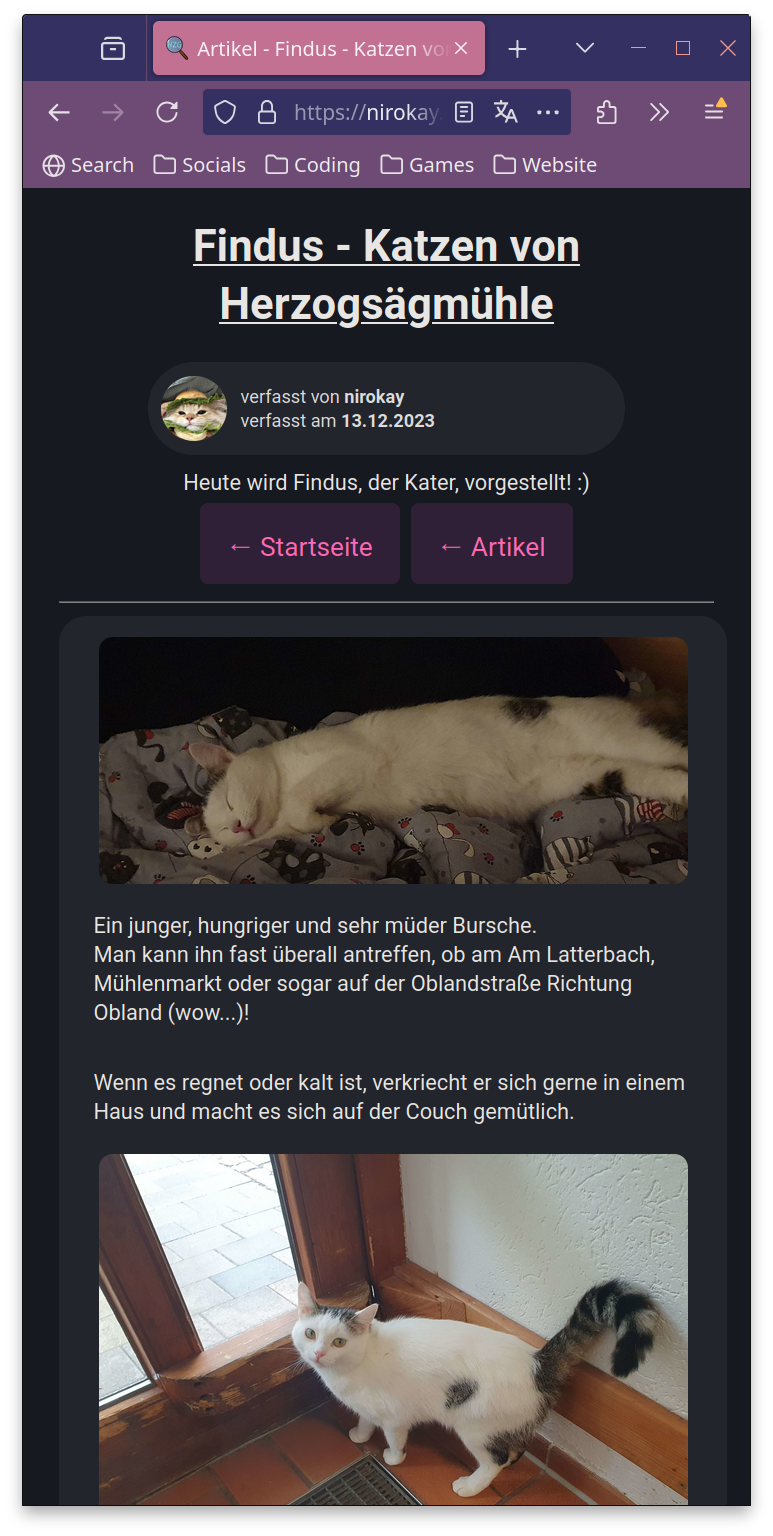 Artikel - Findus - Katzen vo
https://nirokay.
Search Socials Coding Games Website
Findus - Katzen von
Herzogsägmühle
verfasst von nirokay
verfasst am 13.12.2023
Heute wird Findus, der Kater, vorgestellt! :)
← Startseite ← Artikel
Ein junger, hungriger und sehr müder Bursche.
Man kann ihn fast überall antreffen, ob am Am Latterbach,
Mühlenmarkt oder sogar auf der Oblandstraße Richtung
Obland (wow...)!
Wenn es regnet oder kalt ist, verkriecht er sich gerne in einem
Haus und macht es sich auf der Couch gemütlich.